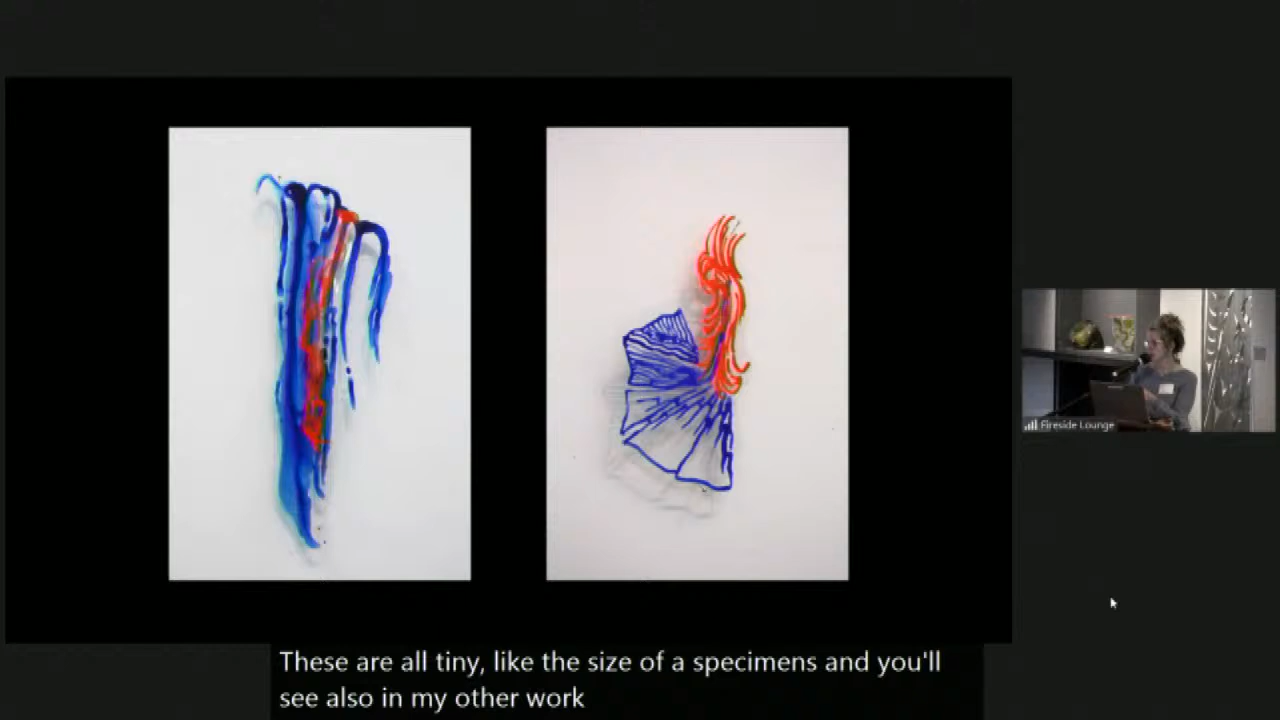 Fireside Lounge
These are all tiny, like the size of a specimens and you'll
see also in my other work